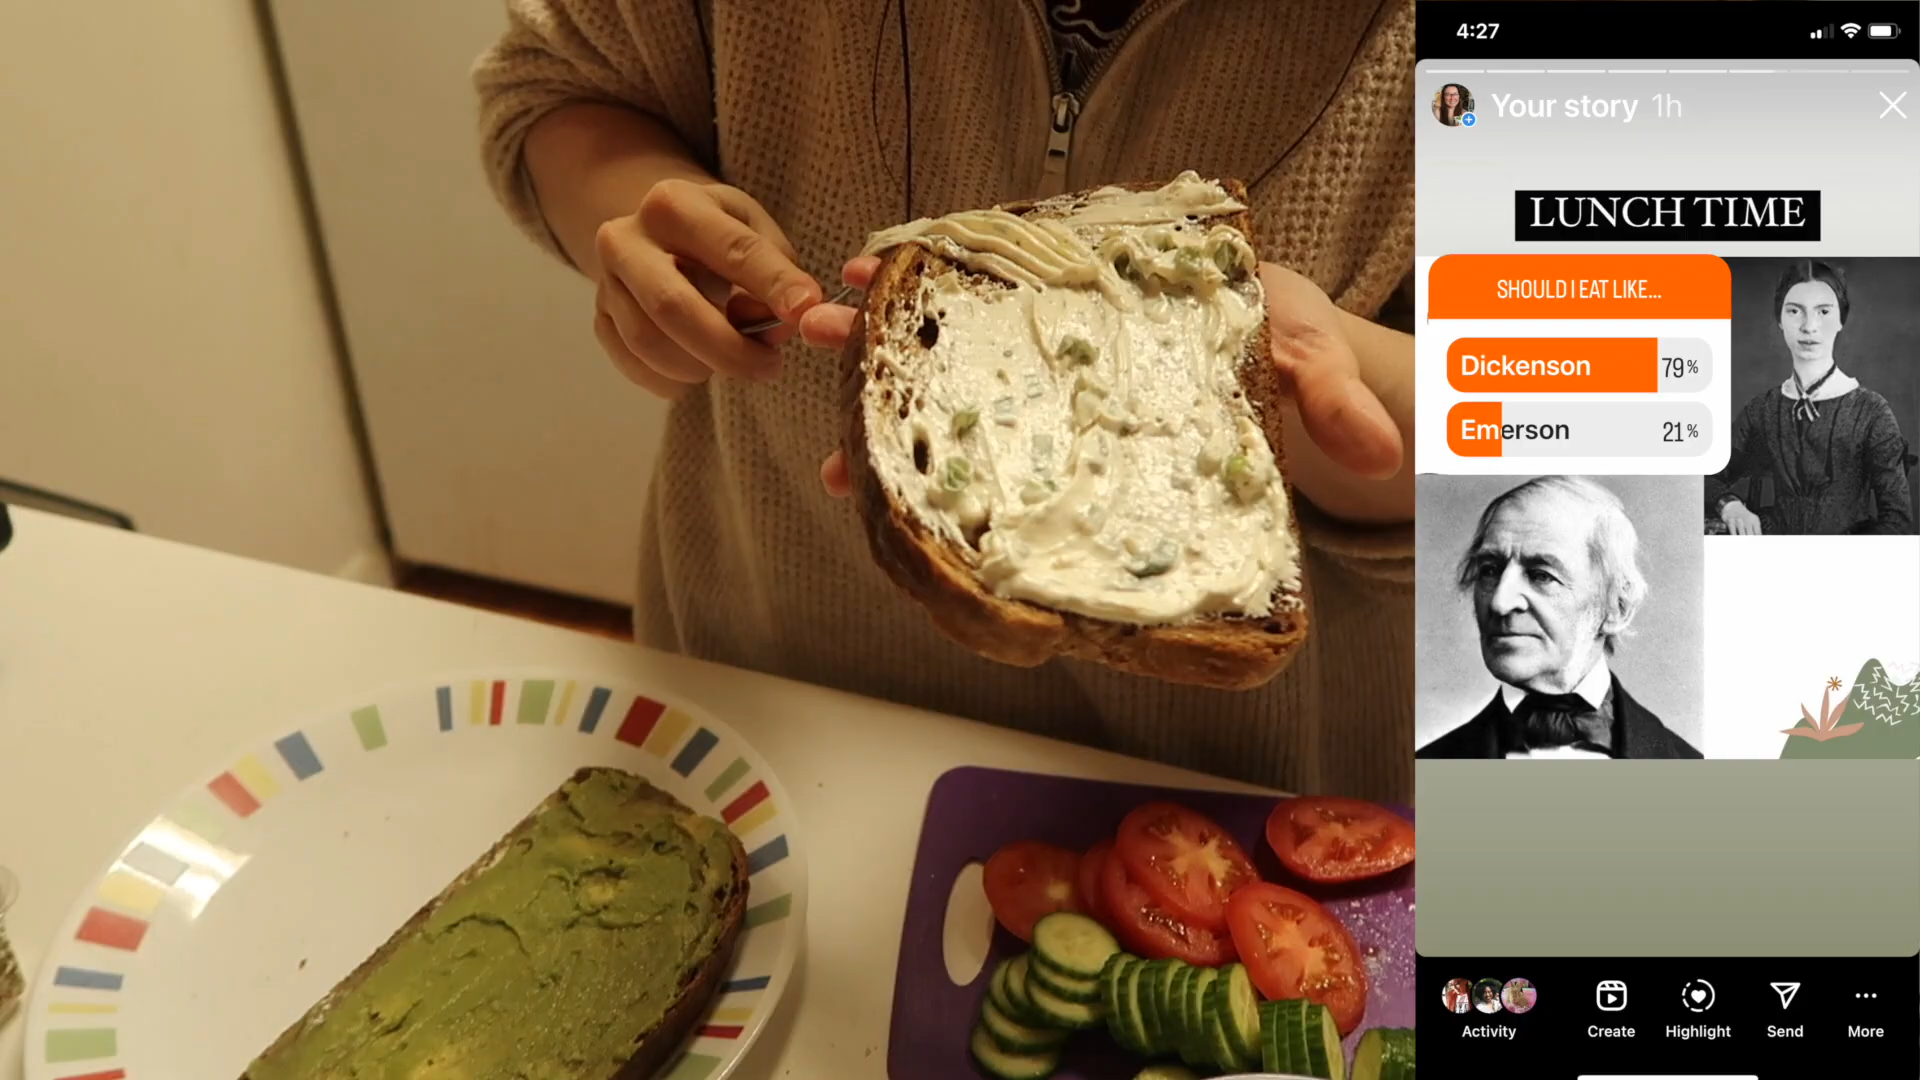 4:27
Your story 1h
LUNCH TIME
SHOULD I EAT LIKE...
Dickenson 79%
Emerson 21%
Activity
Create
Highlight
Send
More